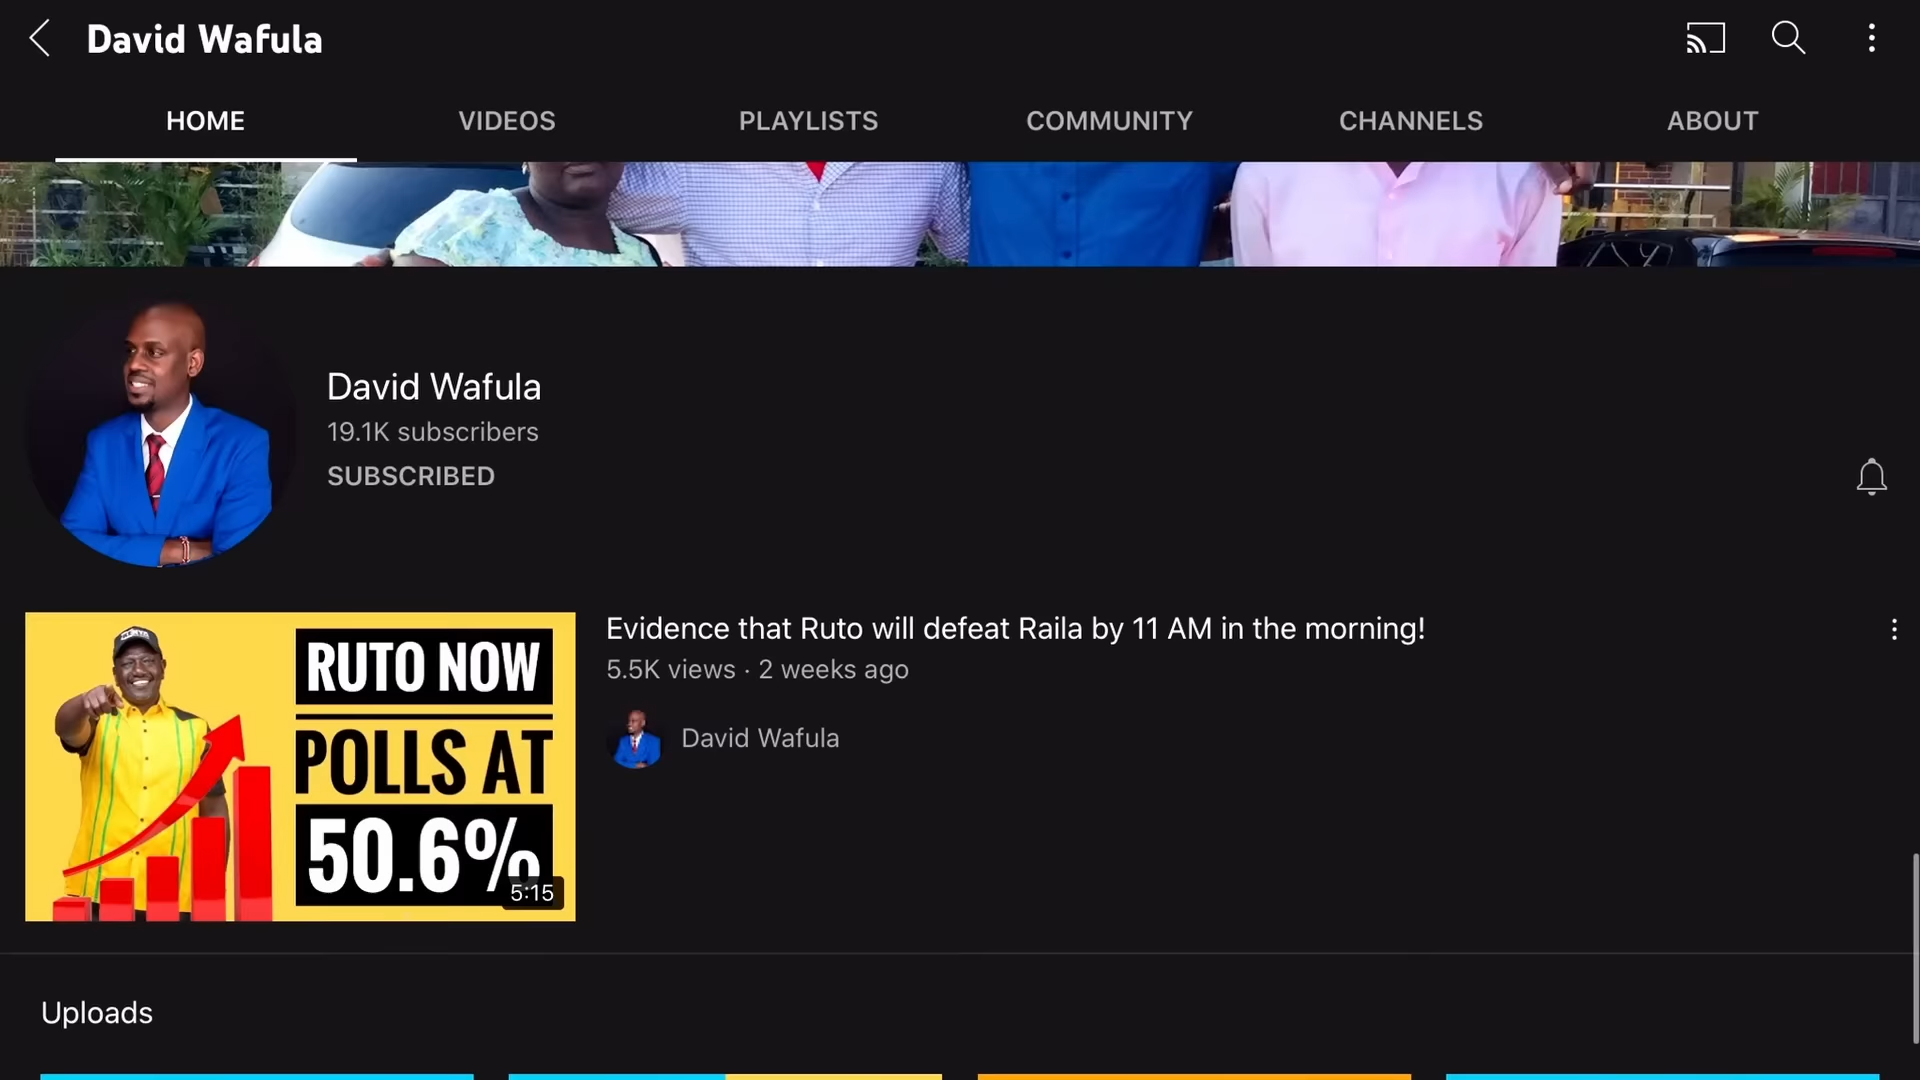 David Wafula
HOME
VIDEOS
PLAYLISTS
COMMUNITY
CHANNELS
ABOUT
David Wafula
19.1K subscribers
SUBSCRIBED
RUTO NOW
POLLS AT
50.6%
5:15
Evidence that Ruto will defeat Raila by 11 AM in the morning!
5.5K views · 2 weeks ago
David Wafula
Uploads